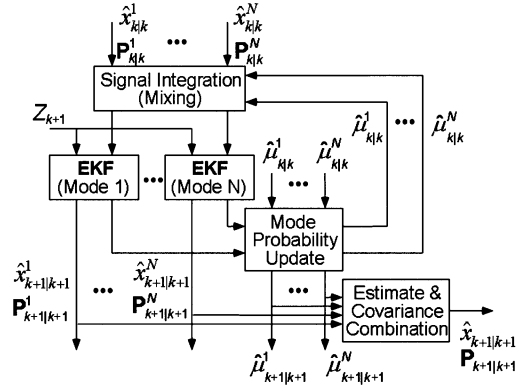 x̂¹ₖ|ₖ ••• x̂ᴺₖ|ₖ
P¹ₖ|ₖ Pᴺₖ|ₖ
Signal Integration
(Mixing)
Zₖ₊₁
μ̂¹ₖ|ₖ ••• μ̂ᴺₖ|ₖ
EKF
(Mode 1)
•••
EKF
(Mode N)
μ̂¹ₖ|ₖ ••• μ̂ᴺₖ|ₖ
Mode
Probability
Update
x̂¹ₖ₊₁|ₖ₊₁ ••• x̂ᴺₖ₊₁|ₖ₊₁
P¹ₖ₊₁|ₖ₊₁ Pᴺₖ₊₁|ₖ₊₁
•••
Estimate &
Covariance
Combination
x̂ₖ₊₁|ₖ₊₁
Pₖ₊₁|ₖ₊₁
μ̂¹ₖ₊₁|ₖ₊₁ μ̂ᴺₖ₊₁|ₖ₊₁